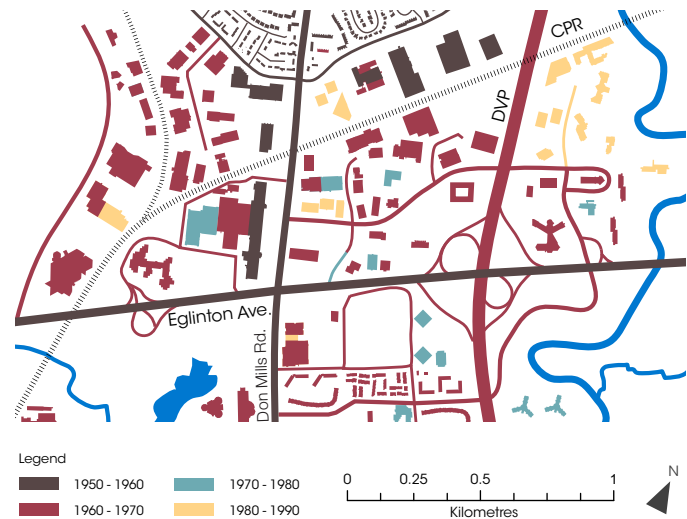 CPR
DVP
Eglinton Ave.
Don Mills Rd.
Legend
1950 - 1960
1970 - 1980
1960 - 1970
1980 - 1990
0 0.25 0.5 1
Kilometres
N